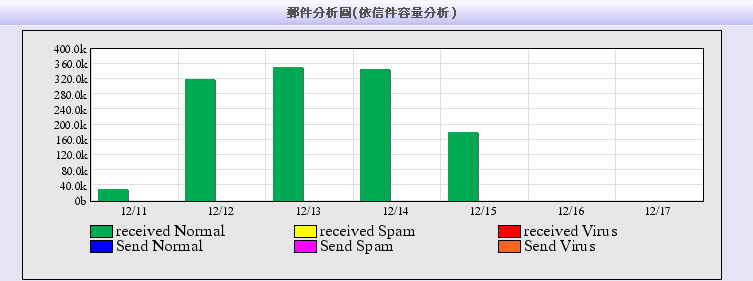 郵件分析圖(依信件容量分析)
400.0k
360.0k
320.0k
280.0k
240.0k
200.0k
160.0k
120.0k
80.0k
40.0k
0b
12/11 12/12 12/13 12/14 12/15 12/16 12/17
received Normal received Spam received Virus
Send Normal Send Spam Send Virus